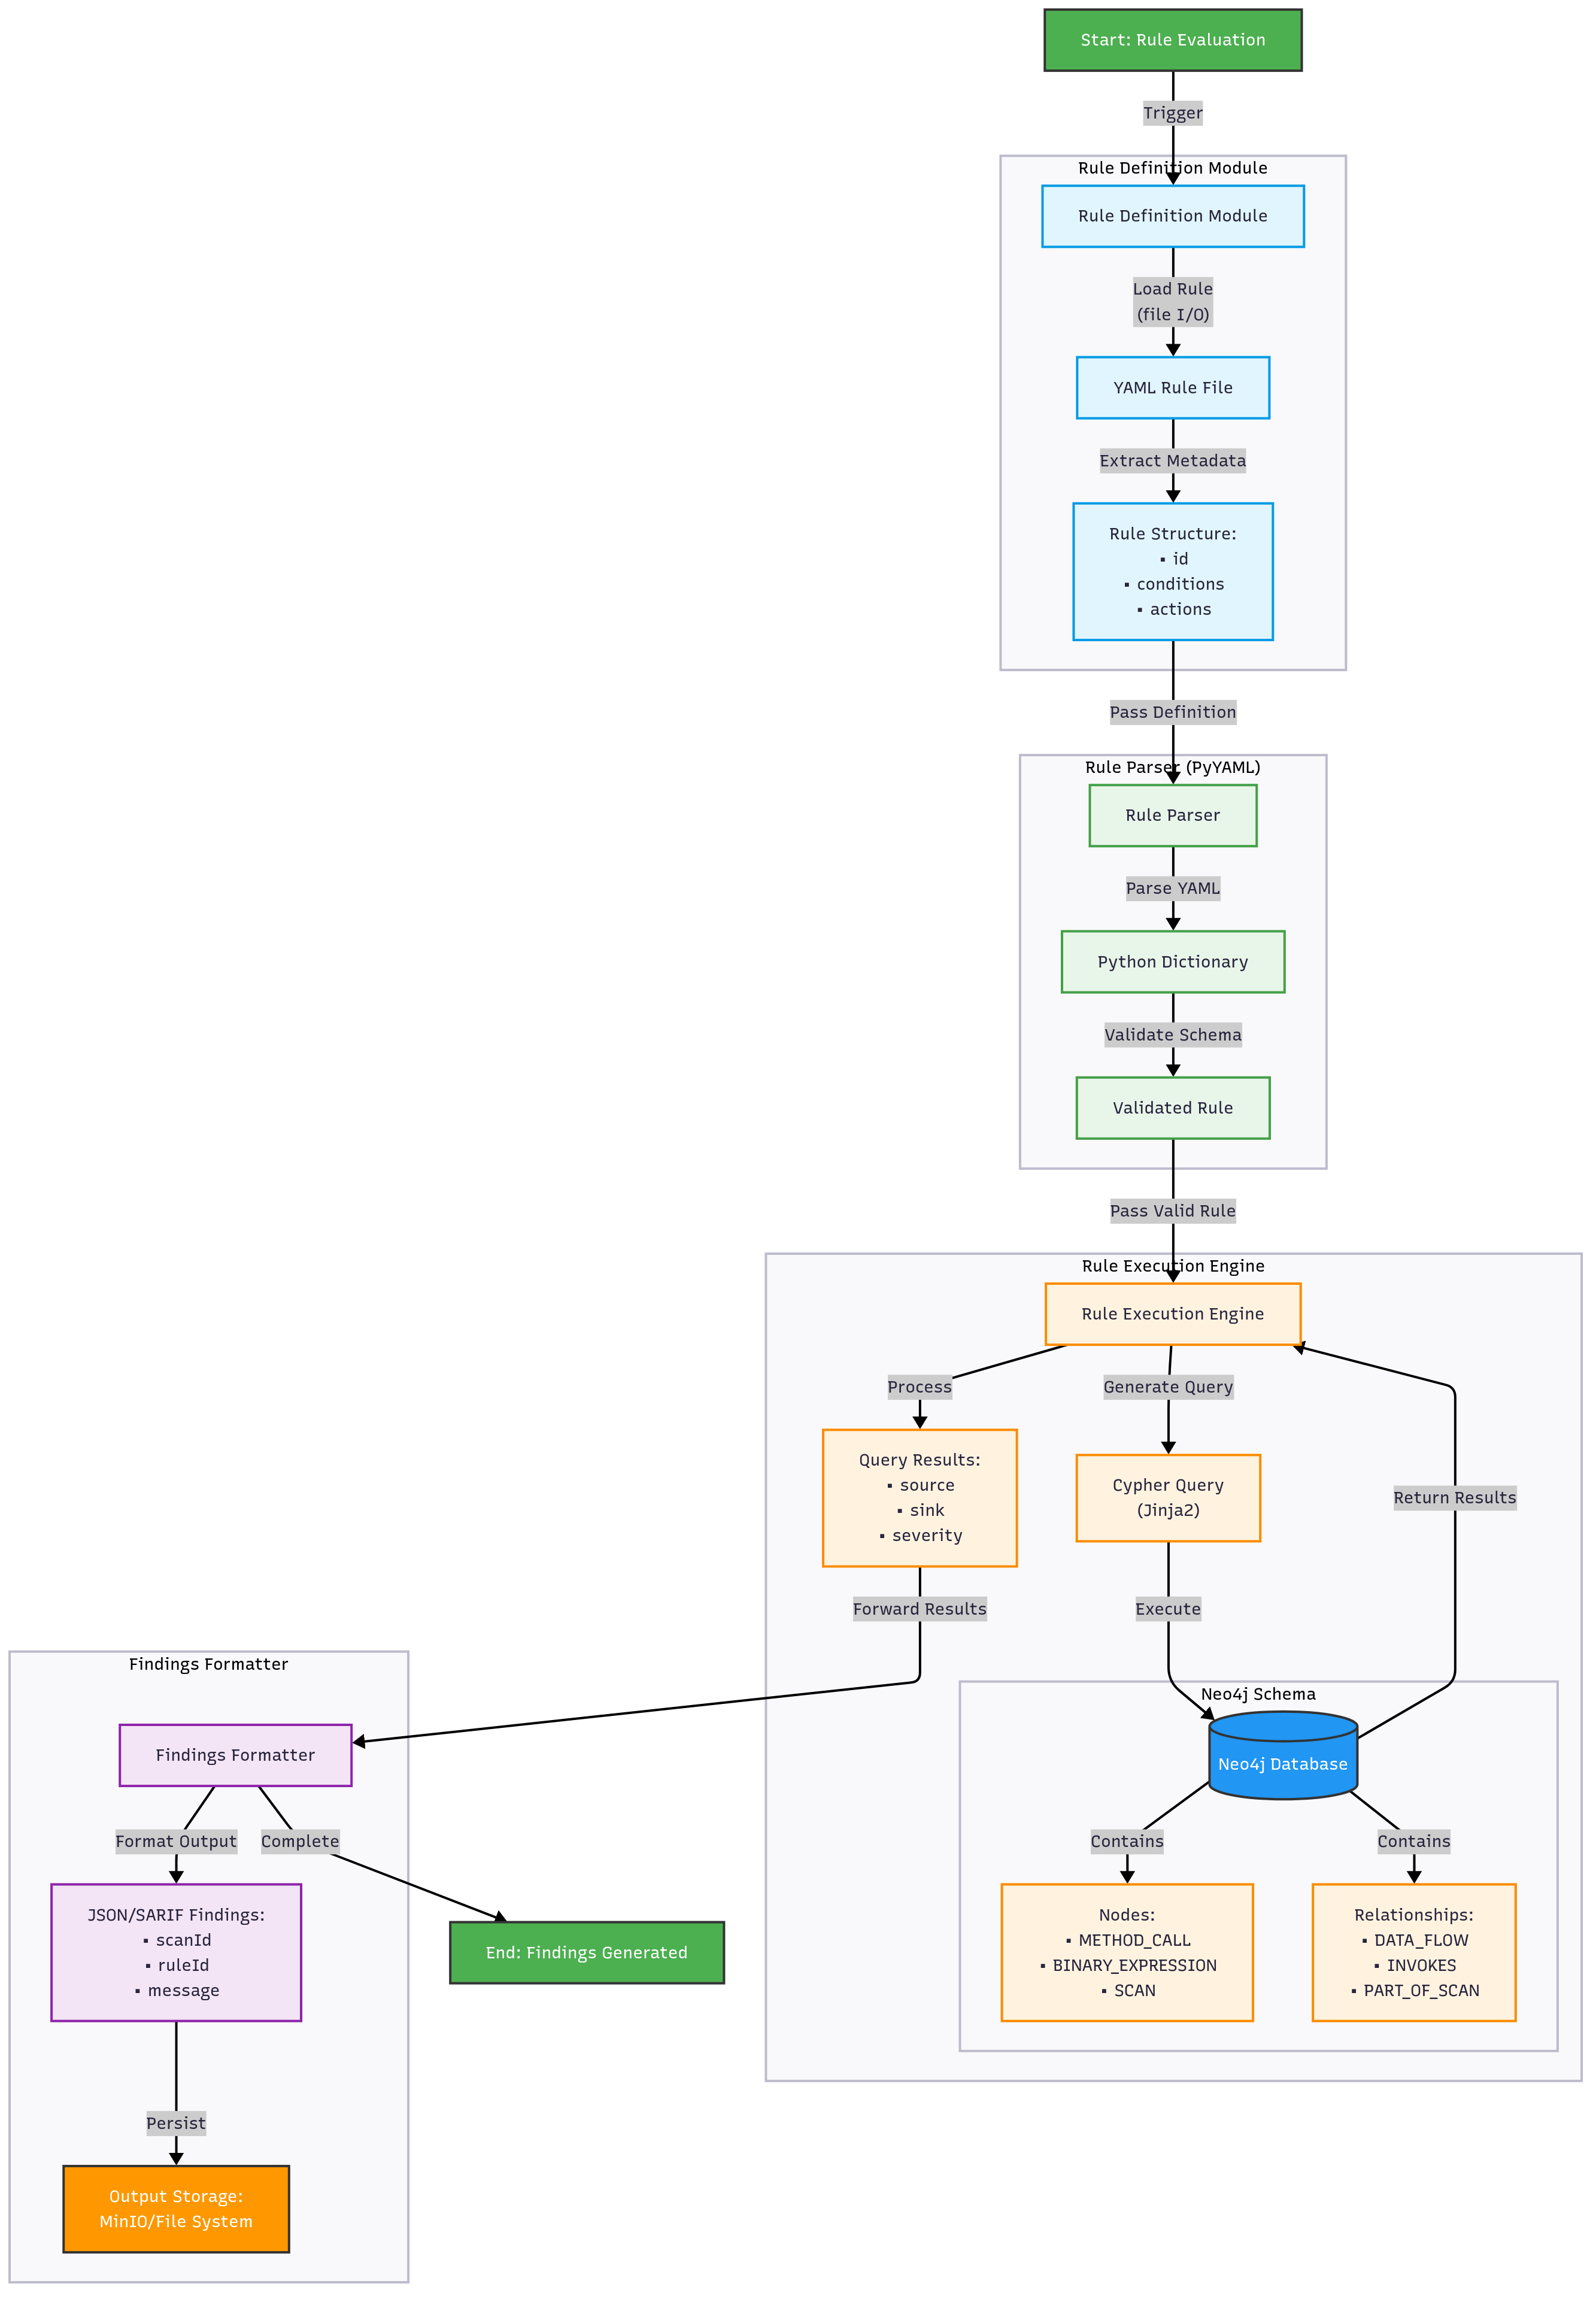 Start: Rule Evaluation
Trigger
Rule Definition Module
Rule Definition Module
Load Rule
(file I/O)
YAML Rule File
Extract Metadata
Rule Structure:
▪ id
▪ conditions
▪ actions
Pass Definition
Rule Parser (PyYAML)
Rule Parser
Parse YAML
Python Dictionary
Validate Schema
Validated Rule
Pass Valid Rule
Rule Execution Engine
Rule Execution Engine
Process
Generate Query
Query Results:
▪ source
▪ sink
▪ severity
Cypher Query
(Jinja2)
Return Results
Forward Results
Execute
Neo4j Schema
Neo4j Database
Contains
Contains
Nodes:
▪ METHOD_CALL
▪ BINARY_EXPRESSION
▪ SCAN
Relationships:
▪ DATA_FLOW
▪ INVOKES
▪ PART_OF_SCAN
Findings Formatter
Findings Formatter
Format Output
Complete
JSON/SARIF Findings:
▪ scanId
▪ ruleId
▪ message
End: Findings Generated
Persist
Output Storage:
MinIO/File System